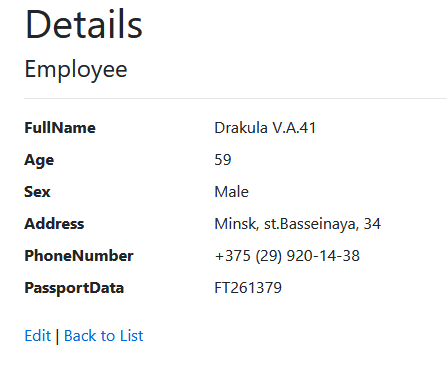 Details
Employee
FullName Drakula V.A.41
Age 59
Sex Male
Address Minsk, st.Basseinaya, 34
PhoneNumber +375 (29) 920-14-38
PassportData FT261379
Edit | Back to List